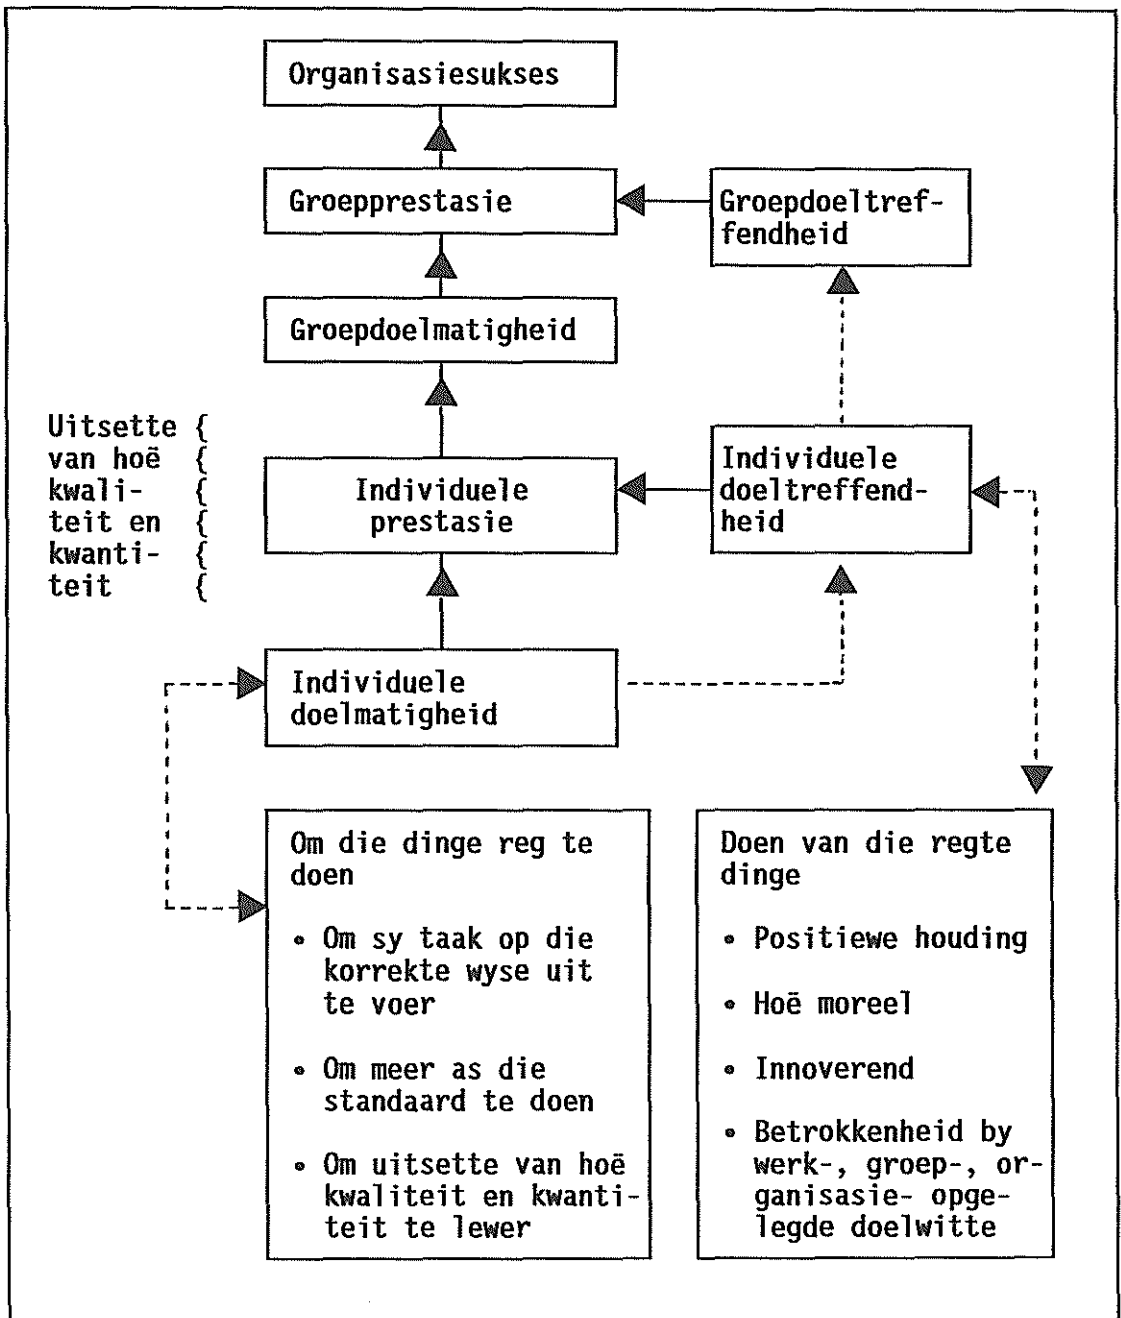 Organisasiesukses
Groepprestasie
Groepdoeltref-
fendheid
Groepdoelmatigheid
Uitsette {
van hoë {
kwali- {
teit en {
kwanti- {
teit {
Individuele
prestasie
Individuele
doeltreffend-
heid
Individuele
doelmatigheid
Om die dinge reg te
doen
• Om sy taak op die
korrekte wyse uit
te voer
• Om meer as die
standaard te doen
• Om uitsette van hoë
kwaliteit en kwanti-
teit te lewer
Doen van die regte
dinge
• Positiewe houding
• Hoë moreel
• Innoverend
• Betrokkenheid by
werk-, groep-, or-
ganisasie- opge-
legde doelwitte